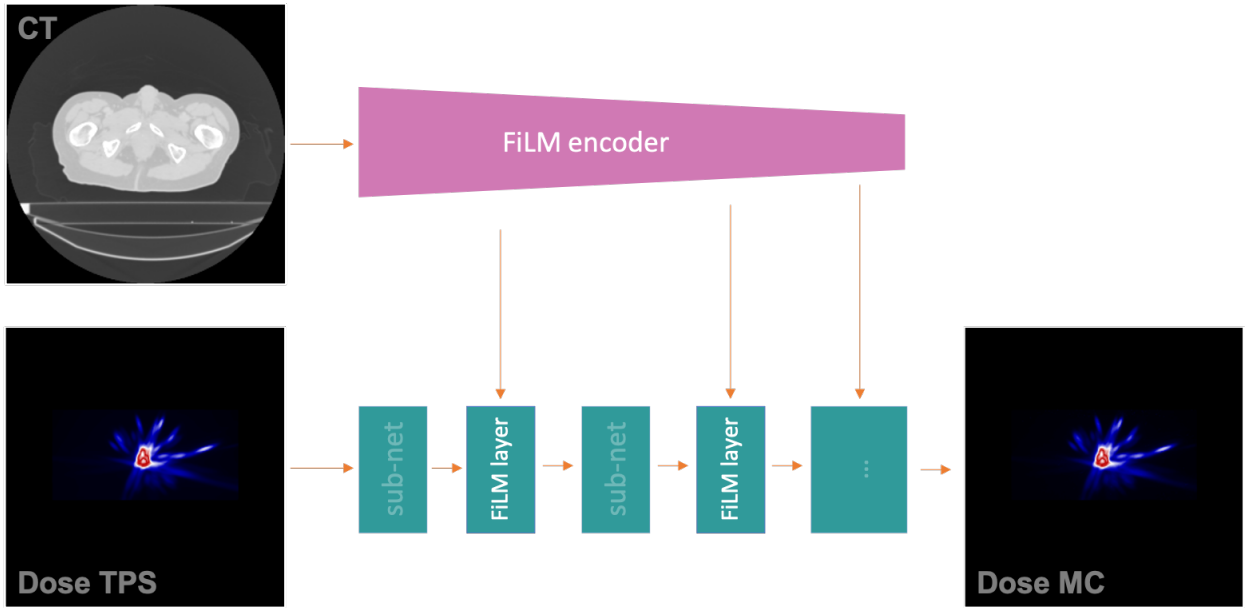 CT
FiLM encoder
sub-net
FiLM layer
sub-net
FiLM layer
...
Dose TPS
Dose MC